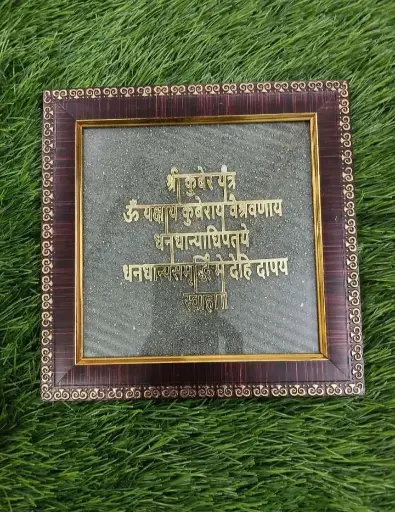 श्री कुबेर यंत्र
ॐ यक्षाय कुबेराय वैश्रवणाय
धनधान्याधिपतये
धनधान्यसमृद्धिं मे देहि दापय
स्वाहा॥